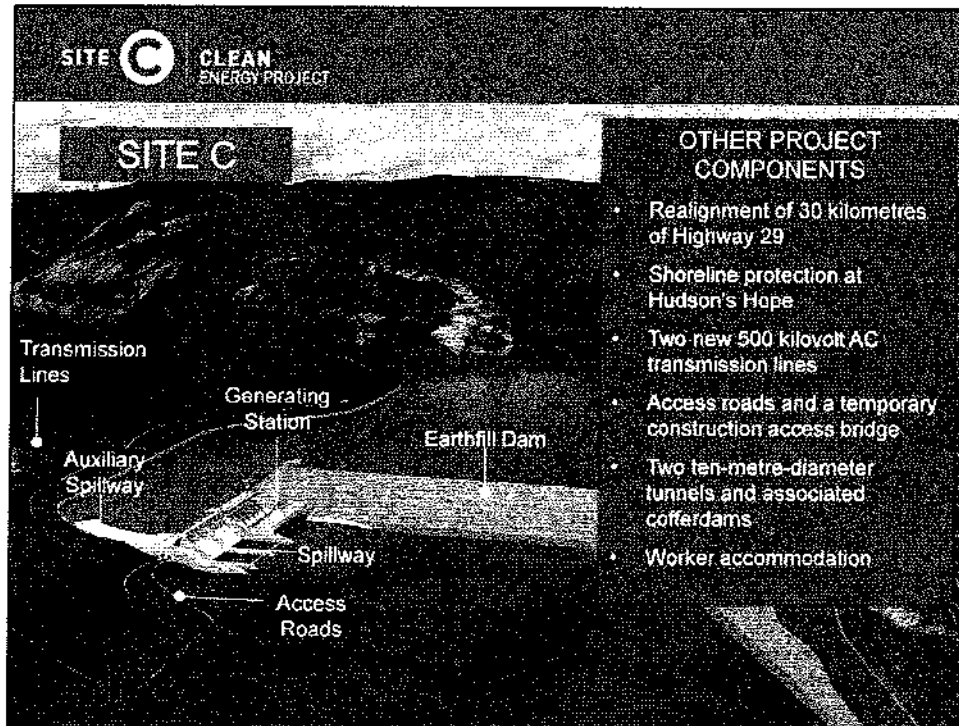 SITE C CLEAN
ENERGY PROJECT
SITE C
Transmission
Lines
Generating
Station
Auxiliary
Spillway
Earthfill Dam
Spillway
Access
Roads
OTHER PROJECT
COMPONENTS
• Realignment of 30 kilometres
of Highway 29
• Shoreline protection at
Hudson's Hope
• Two new 500 kilovolt AC
transmission lines
• Access roads and a temporary
construction access bridge
• Two ten-metre-diameter
tunnels and associated
cofferdams
• Worker accommodation